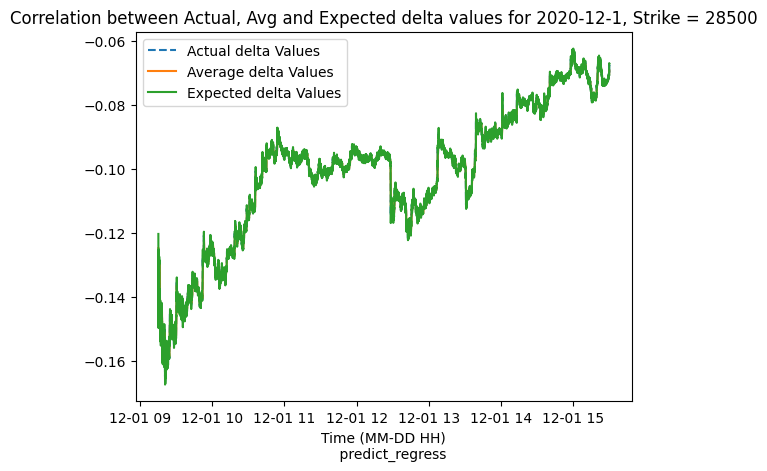 Correlation between Actual, Avg and Expected delta values for 2020-12-1, Strike = 28500
Actual delta Values
Average delta Values
Expected delta Values
−0.06
−0.08
−0.10
−0.12
−0.14
−0.16
12-01 09 12-01 10 12-01 11 12-01 12 12-01 13 12-01 14 12-01 15
Time (MM-DD HH)
predict_regress